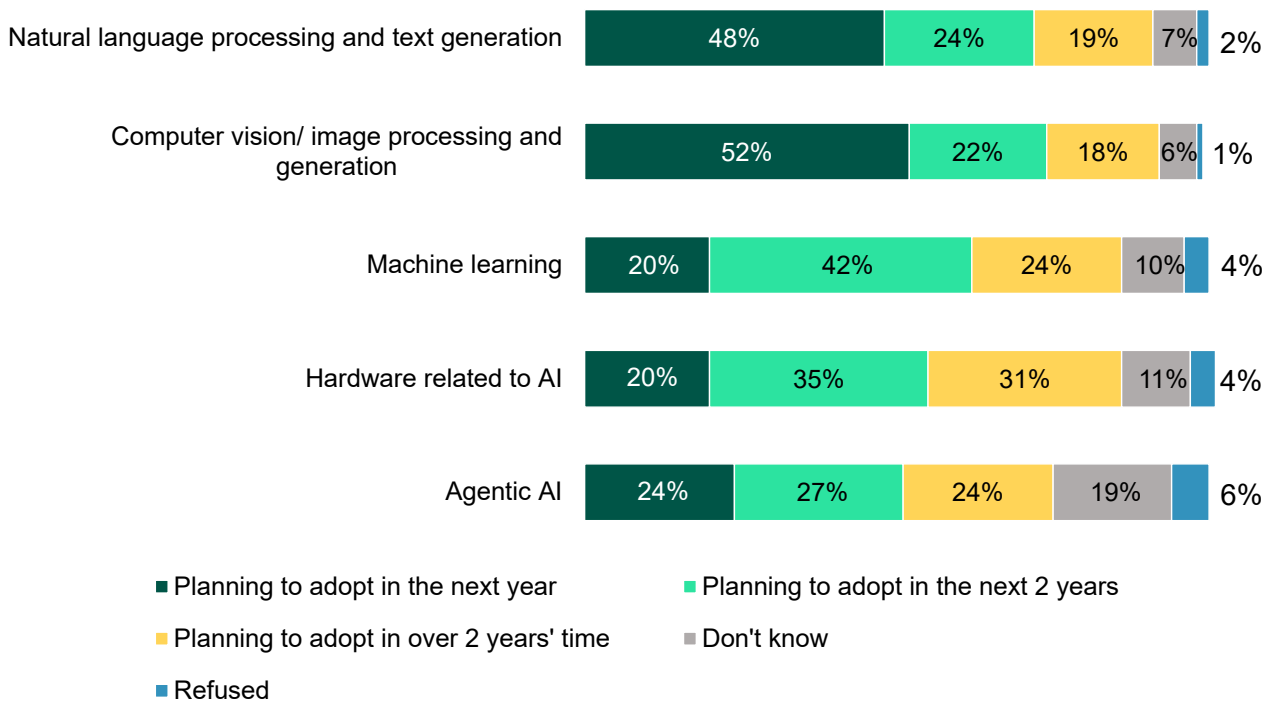 Natural language processing and text generation 48% 24% 19% 7% 2%
Computer vision/ image processing and
generation 52% 22% 18% 6% 1%
Machine learning 20% 42% 24% 10% 4%
Hardware related to AI 20% 35% 31% 11% 4%
Agentic AI 24% 27% 24% 19% 6%
Planning to adopt in the next year Planning to adopt in the next 2 years
Planning to adopt in over 2 years' time Don't know
Refused